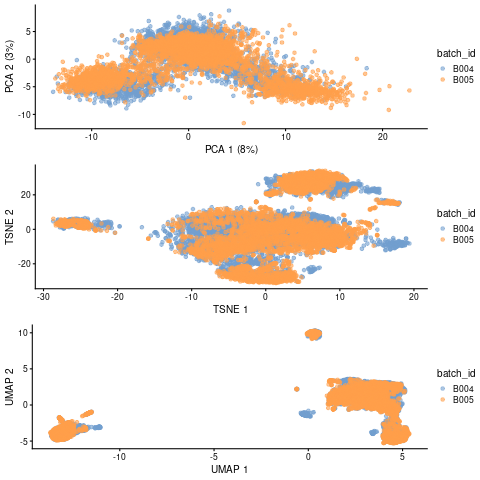 5
0
-5
-10
PCA 2 (3%)
-10
0
10
20
PCA 1 (8%)
batch_id
B004
B005
20
0
-20
TSNE 2
-30
-20
-10
0
10
20
TSNE 1
batch_id
B004
B005
10
5
0
-5
UMAP 2
-10
0
5
UMAP 1
batch_id
B004
B005